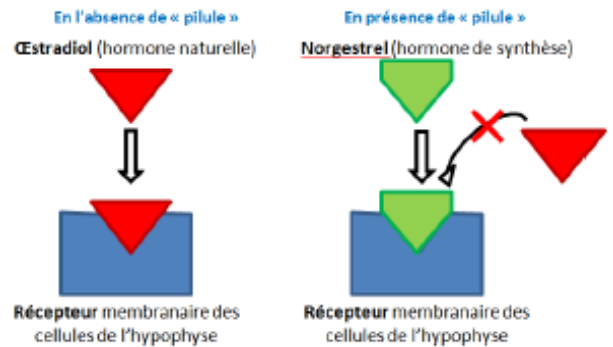 En l'absence de « pilule »
Œstradiol (hormone naturelle)
Récepteur membranaire des
cellules de l'hypophyse
En présence de « pilule »
Norgestrel (hormone de synthèse)
Récepteur membranaire des
cellules de l'hypophyse